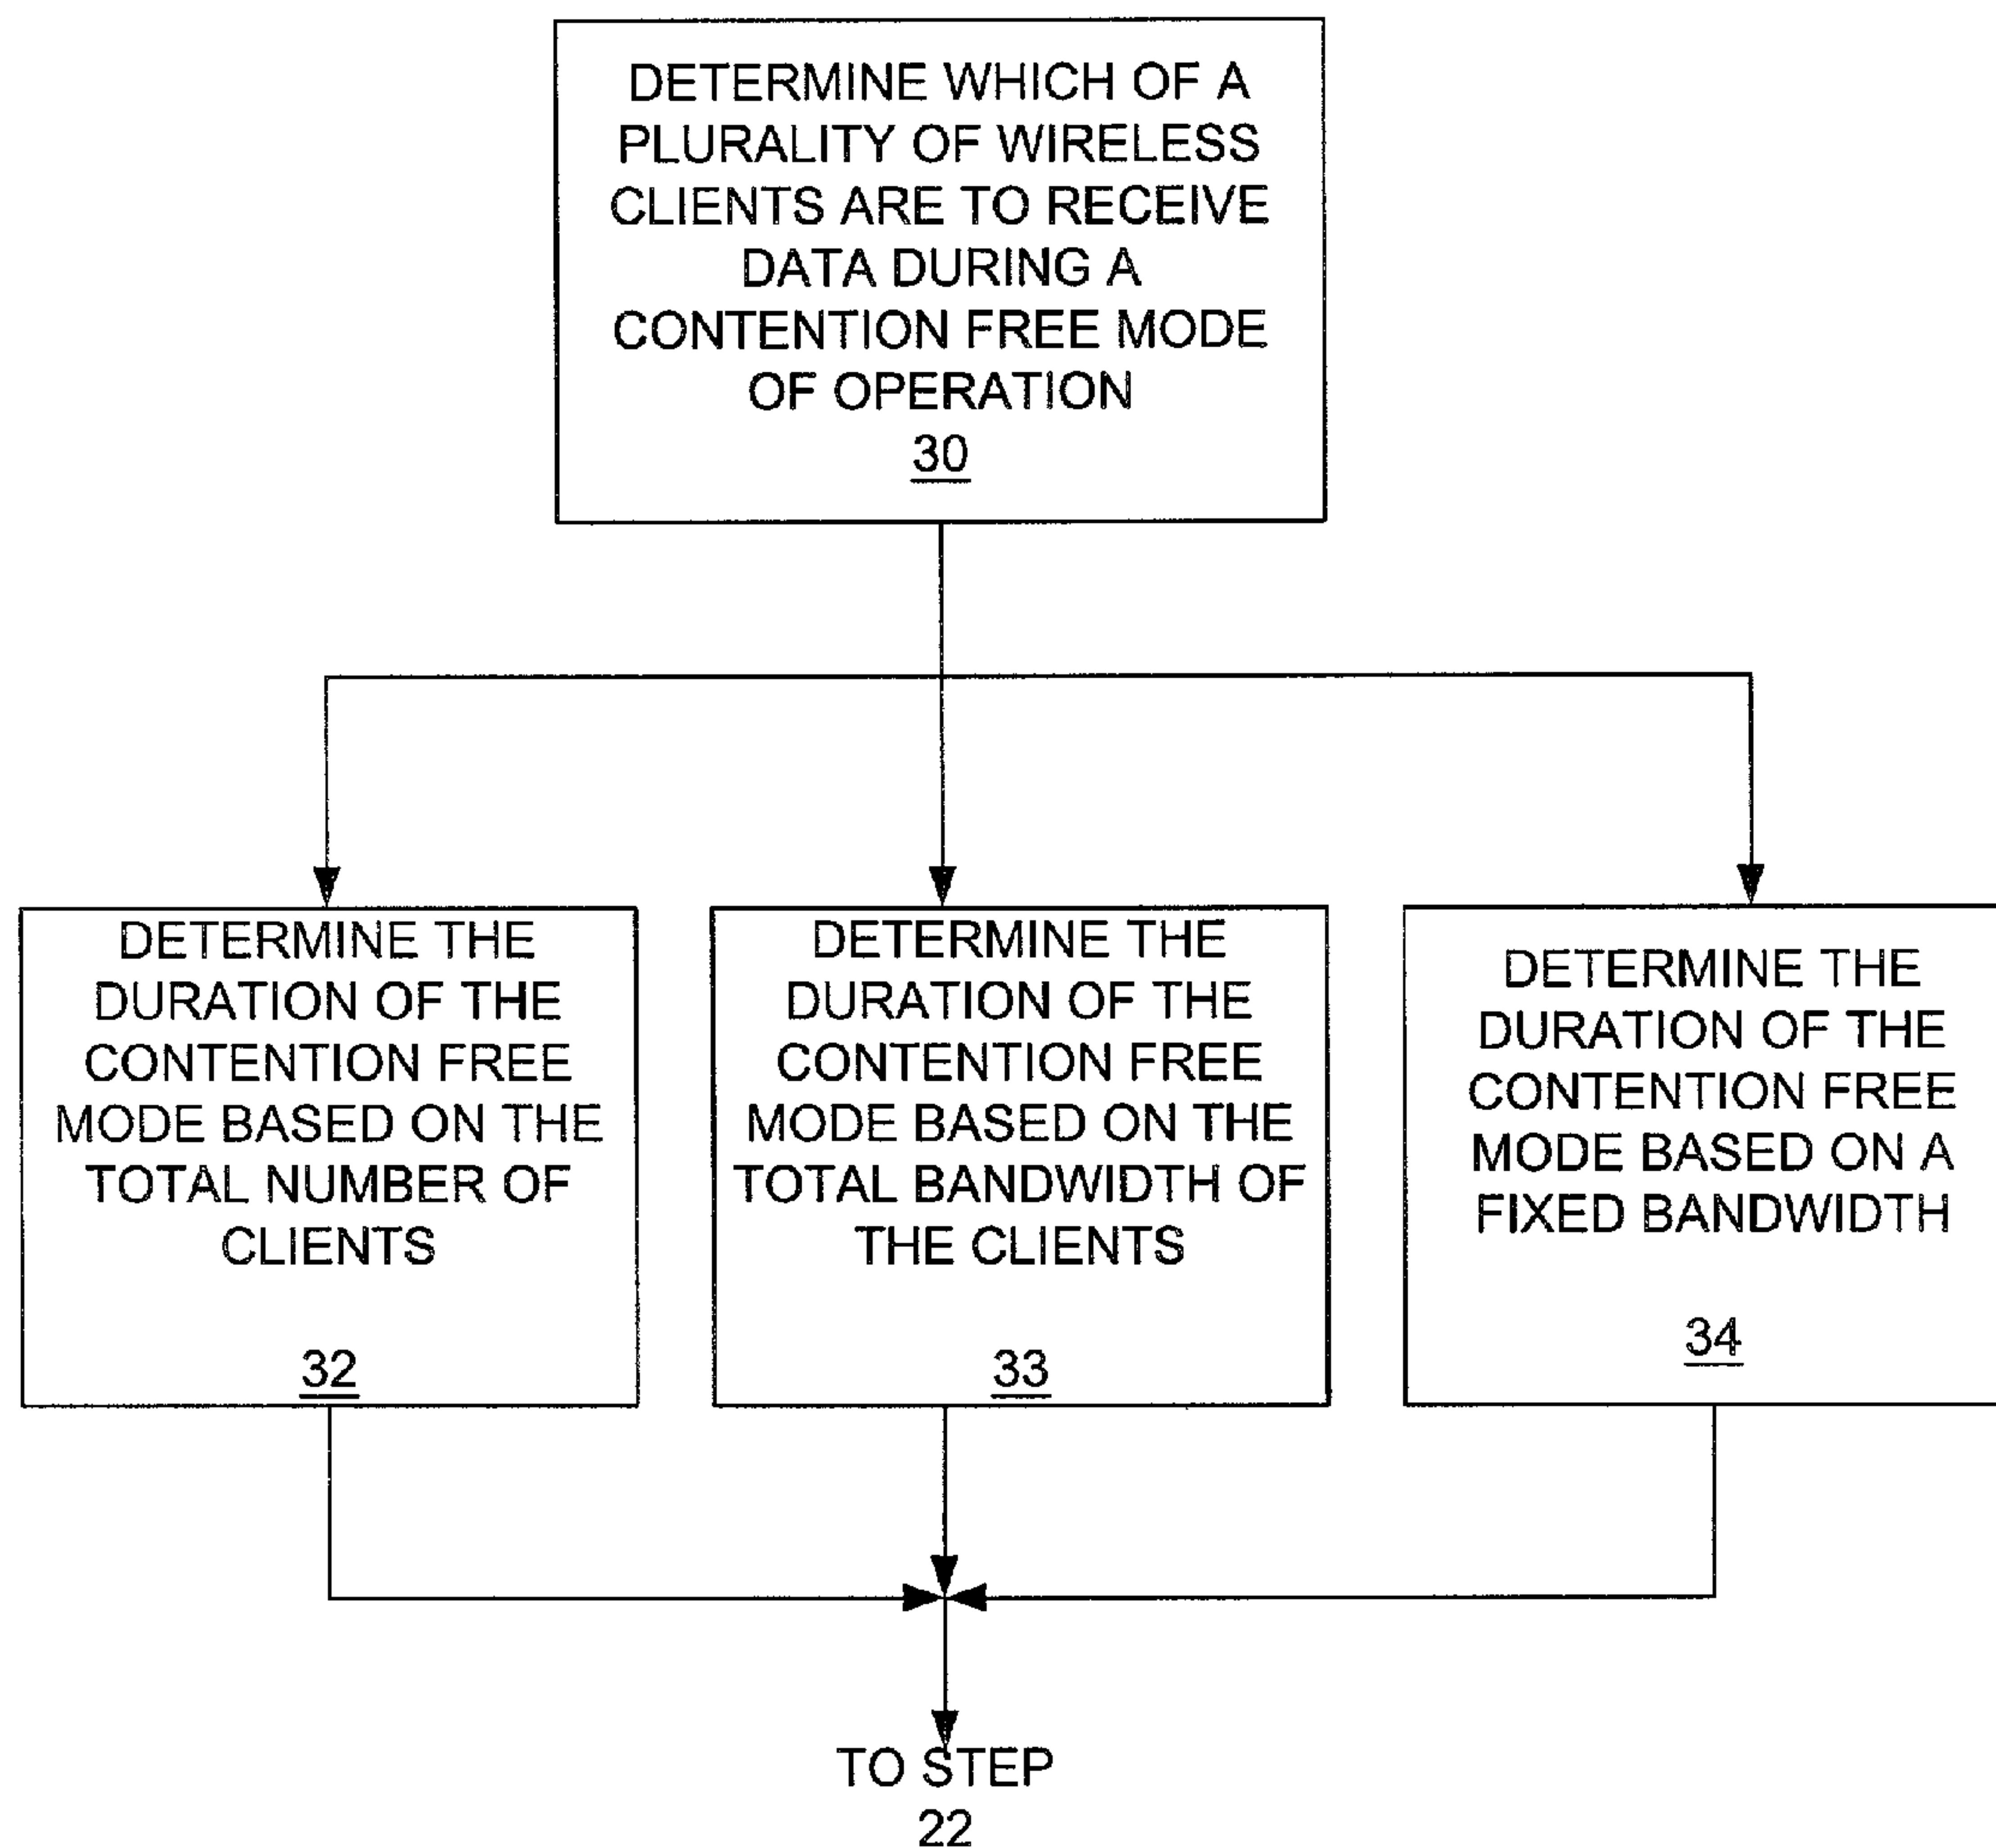 DETERMINE WHICH OF A
PLURALITY OF WIRELESS
CLIENTS ARE TO RECEIVE
DATA DURING A
CONTENTION FREE MODE
OF OPERATION
30
DETERMINE THE
DURATION OF THE
CONTENTION FREE
MODE BASED ON THE
TOTAL NUMBER OF
CLIENTS
32
DETERMINE THE
DURATION OF THE
CONTENTION FREE
MODE BASED ON THE
TOTAL BANDWIDTH OF
THE CLIENTS
33
DETERMINE THE
DURATION OF THE
CONTENTION FREE
MODE BASED ON A
FIXED BANDWIDTH
34
TO STEP
22